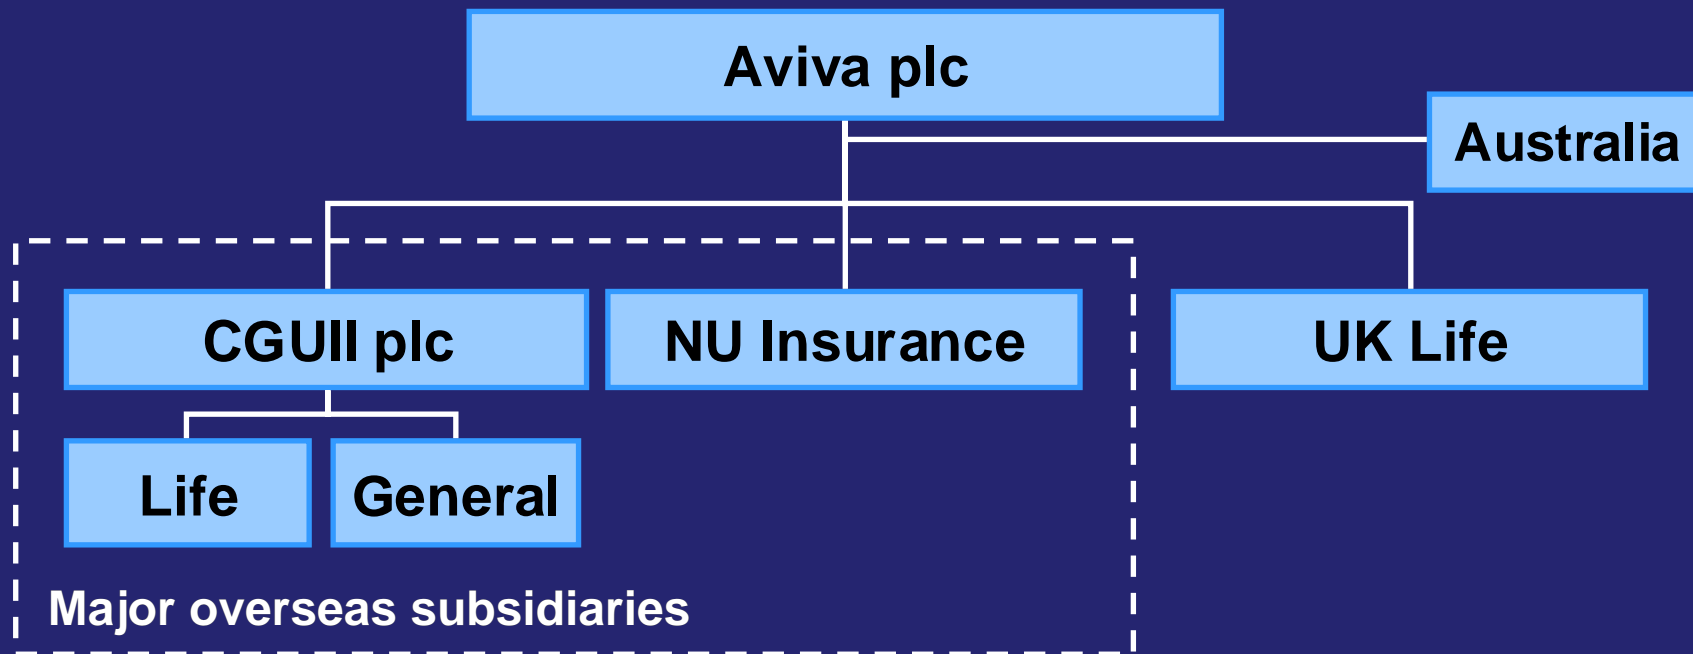 Aviva plc
Australia
CGUII plc
NU Insurance
UK Life
Life
General
Major overseas subsidiaries